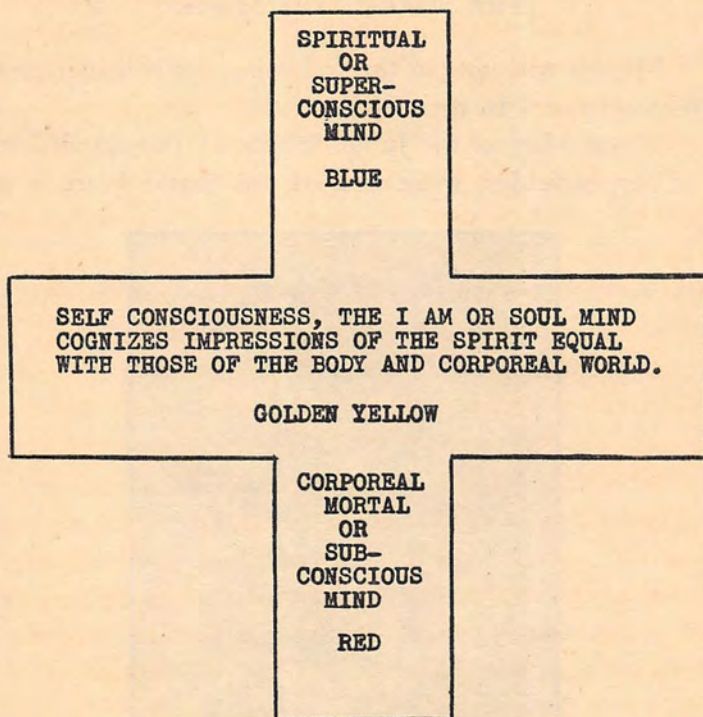 SPIRITUAL
OR
SUPER-
CONSCIOUS
MIND
BLUE
SELF CONSCIOUSNESS, THE I AM OR SOUL MIND
COGNIZES IMPRESSIONS OF THE SPIRIT EQUAL
WITH THOSE OF THE BODY AND CORPOREAL WORLD.
GOLDEN YELLOW
CORPOREAL
MORTAL
OR
SUB-
CONSCIOUS
MIND
RED